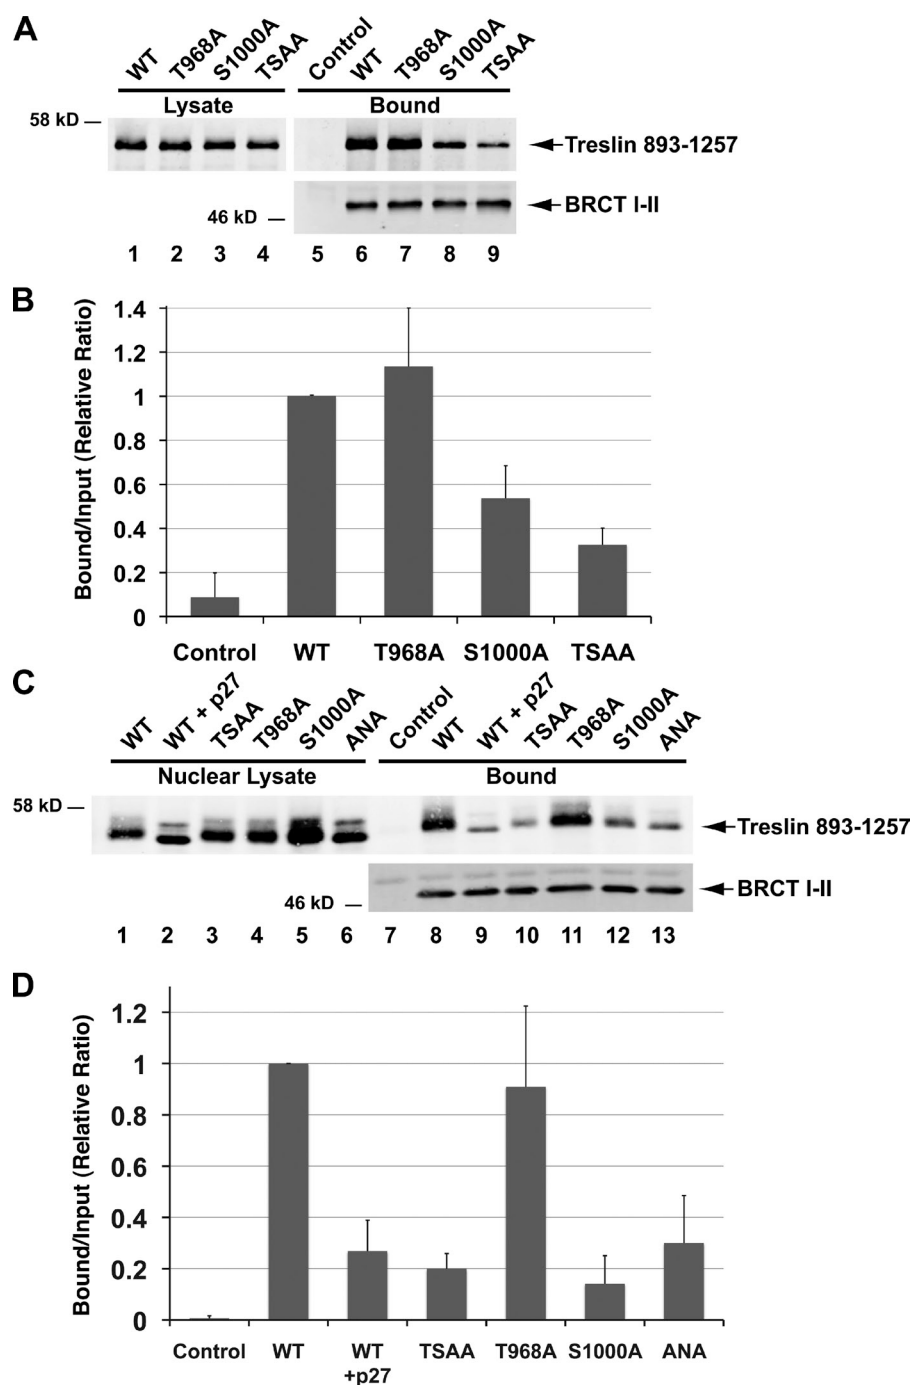 A
WT T968A S1000A TSAA Control WT T968A S1000A TSAA
Lysate Bound
58 kD
Treslin 893-1257
BRCT I-II
46 kD
1 2 3 4 5 6 7 8 9
B
Bound/Input (Relative Ratio)
1.4
1.2
1
0.8
0.6
0.4
0.2
0
Control WT T968A S1000A TSAA
C
WT WT + p27 TSAA T968A S1000A ANA Control WT WT + p27 TSAA T968A S1000A ANA
Nuclear Lysate Bound
58 kD
Treslin 893-1257
BRCT I-II
46 kD
1 2 3 4 5 6 7 8 9 10 11 12 13
D
Bound/Input (Relative Ratio)
1.2
1
0.8
0.6
0.4
0.2
0
Control WT WT TSAA T968A S1000A ANA
+p27